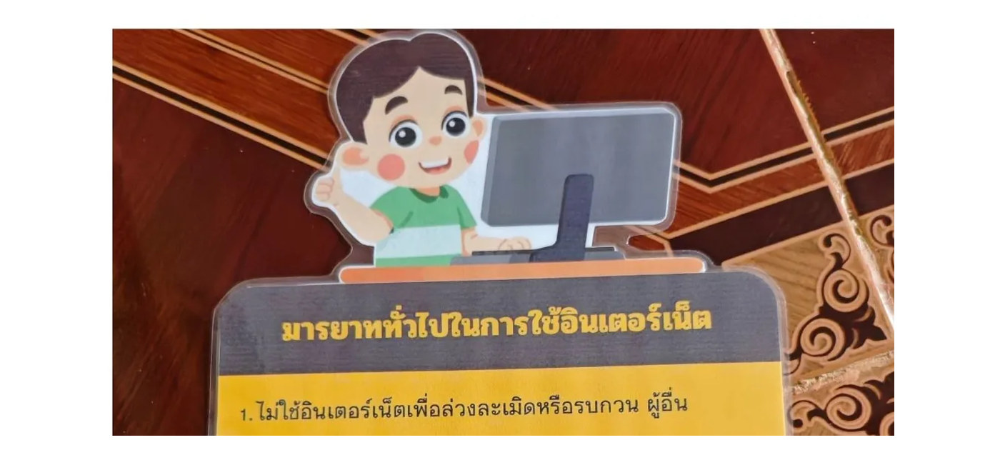 มารยาททั่วไปในการใช้อินเตอร์เน็ต
1. ไม่ใช้อินเตอร์เน็ตเพื่อล่วงละเมิดหรือรบกวน ผู้อื่น